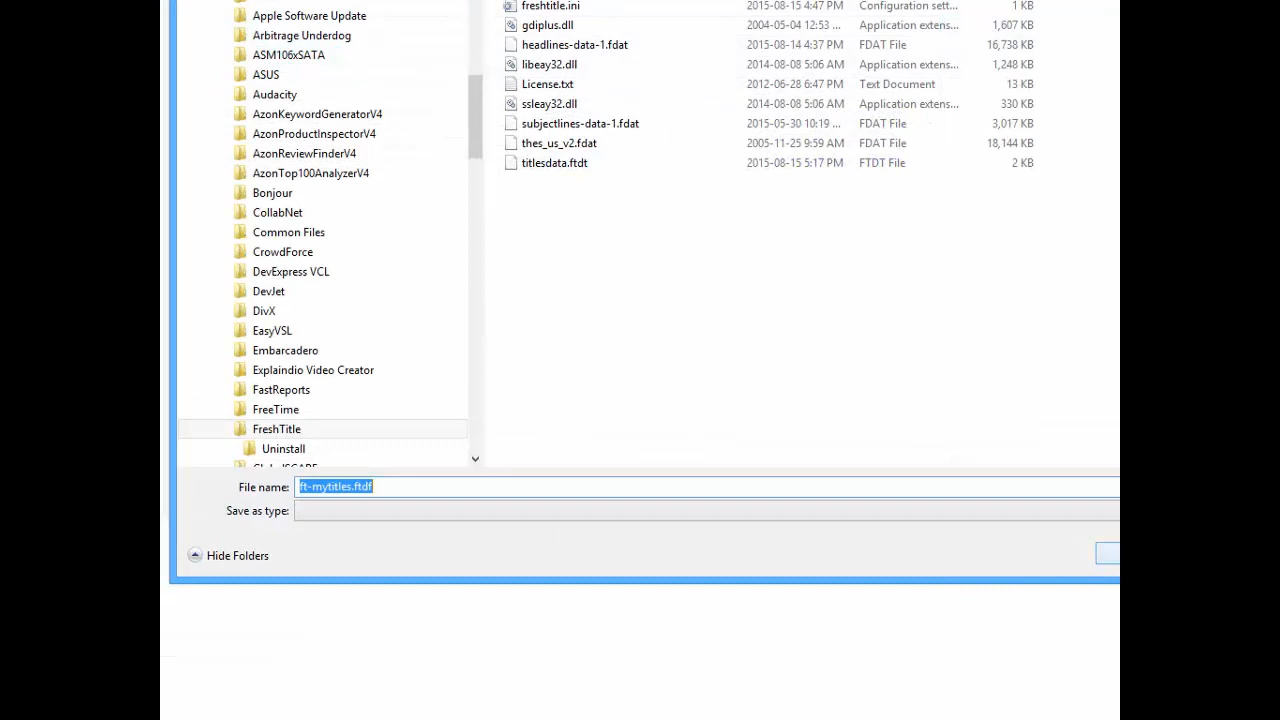 Apple Software Update
Arbitrage Underdog
ASM106xSATA
ASUS
Audacity
AzonKeywordGeneratorV4
AzonProductInspectorV4
AzonReviewFinderV4
AzonTop100AnalyzerV4
Bonjour
CollabNet
Common Files
CrowdForce
DevExpress VCL
DevJet
DivX
EasyVSL
Embarcadero
Explaindio Video Creator
FastReports
FreeTime
FreshTitle
Uninstall
GlobalSCAPE
freshtitle.ini 2015-08-15 4:47 PM Configuration sett... 1 KB
gdiplus.dll 2004-05-04 12:53 ... Application extens... 1,607 KB
headlines-data-1.fdat 2015-08-14 4:37 PM FDAT File 16,738 KB
libeay32.dll 2014-08-08 5:06 AM Application extens... 1,248 KB
License.txt 2012-06-28 6:47 PM Text Document 13 KB
ssleay32.dll 2014-08-08 5:06 AM Application extens... 330 KB
subjectlines-data-1.fdat 2015-05-30 10:19 ... FDAT File 3,017 KB
thes_us_v2.fdat 2005-11-25 9:59 AM FDAT File 18,144 KB
titlesdata.ftdt 2015-08-15 5:17 PM FTDT File 2 KB
File name: ft-mytitles.ftdf
Save as type:
Hide Folders